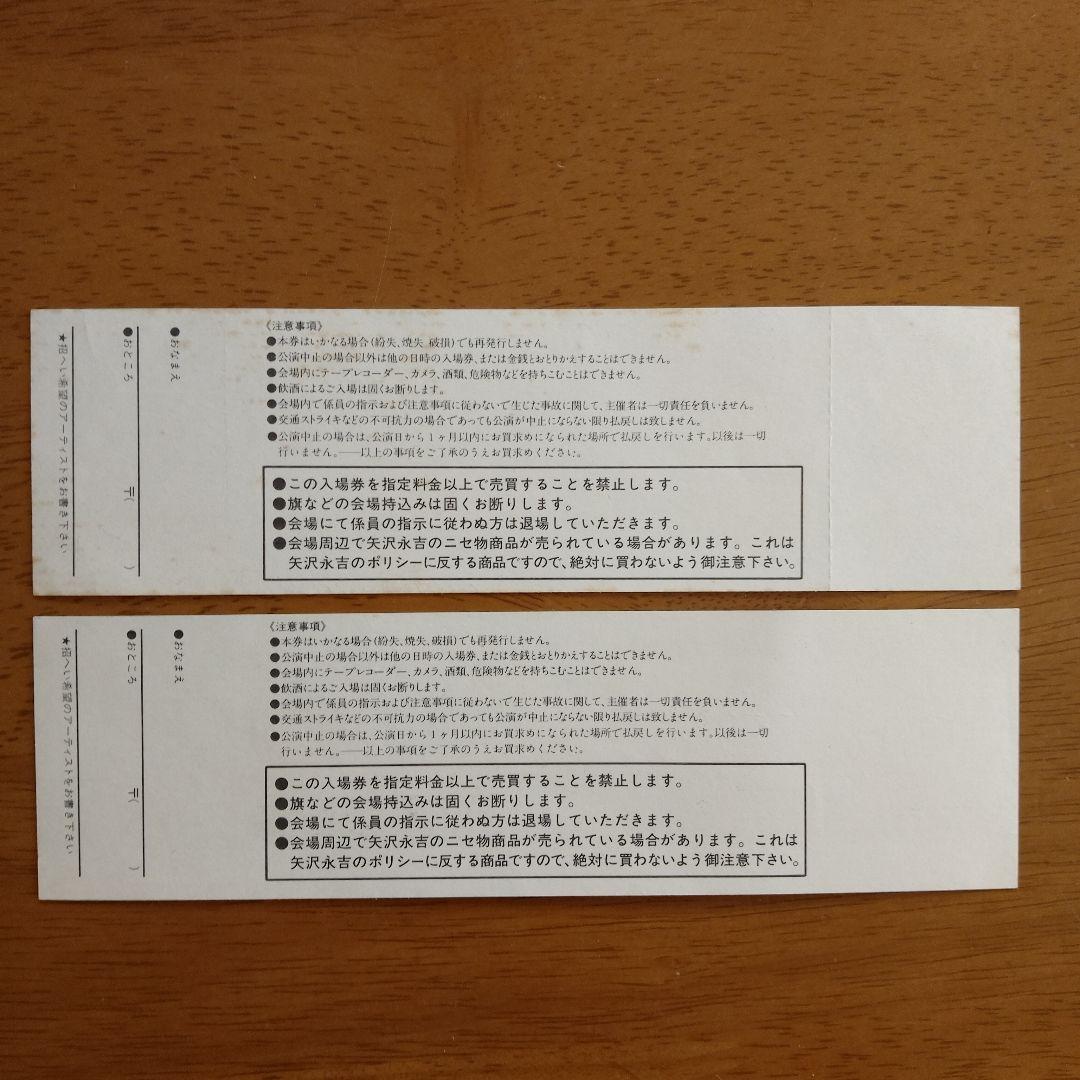 《注意事項》
●本券はいかなる場合(紛失、焼失、破損)でも再発行しません。
●公演中止の場合以外は他の日時の入場券、または金銭とおとりかえすることはできません。
●会場内にテープレコーダー、カメラ、酒類、危険物などを持ちこむことはできません。
●飲酒によるご入場は固くお断りします。
●会場内で係員の指示および注意事項に従わないで生じた事故に関して、主催者は一切責任を負いません。
●交通ストライキなどの不可抗力の場合であっても公演が中止にならない限り払戻しは致しません。
●公演中止の場合は、公演日から1ヶ月以内にお買求めになられた場所で払戻しを行います。以後は一切
行いません。──以上の事項をご了承のうえお買求めください。
●この入場券を指定料金以上で売買することを禁止します。
●旗などの会場持込みは固くお断りします。
●会場にて係員の指示に従わぬ方は退場していただきます。
●会場周辺で矢沢永吉のニセ物商品が売られている場合があります。これは
矢沢永吉のポリシーに反する商品ですので、絶対に買わないよう御注意下さい。
●おなまえ
●おところ 〒( )
★招へい希望のアーティストをお書き下さい
《注意事項》
●本券はいかなる場合(紛失、焼失、破損)でも再発行しません。
●公演中止の場合以外は他の日時の入場券、または金銭とおとりかえすることはできません。
●会場内にテープレコーダー、カメラ、酒類、危険物などを持ちこむことはできません。
●飲酒によるご入場は固くお断りします。
●会場内で係員の指示および注意事項に従わないで生じた事故に関して、主催者は一切責任を負いません。
●交通ストライキなどの不可抗力の場合であっても公演が中止にならない限り払戻しは致しません。
●公演中止の場合は、公演日から1ヶ月以内にお買求めになられた場所で払戻しを行います。以後は一切
行いません。──以上の事項をご了承のうえお買求めください。
●この入場券を指定料金以上で売買することを禁止します。
●旗などの会場持込みは固くお断りします。
●会場にて係員の指示に従わぬ方は退場していただきます。
●会場周辺で矢沢永吉のニセ物商品が売られている場合があります。これは
矢沢永吉のポリシーに反する商品ですので、絶対に買わないよう御注意下さい。
●おなまえ
●おところ 〒( )
★招へい希望のアーティストをお書き下さい